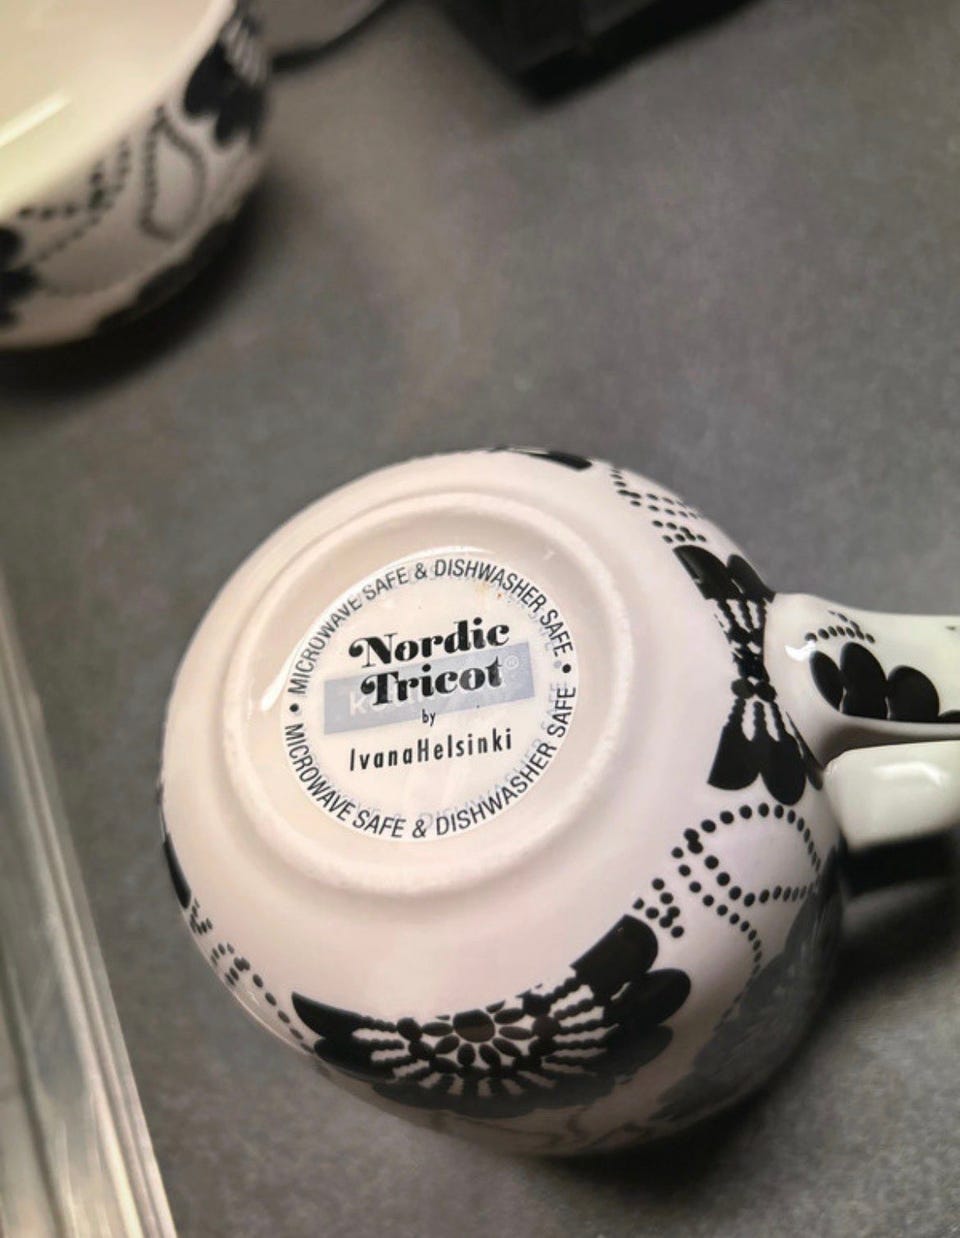 MICROWAVE SAFE & DISHWASHER SAFE •
Nordic
Tricot
by
IvanaHelsinki
MICROWAVE SAFE & DISHWASHER SAFE •